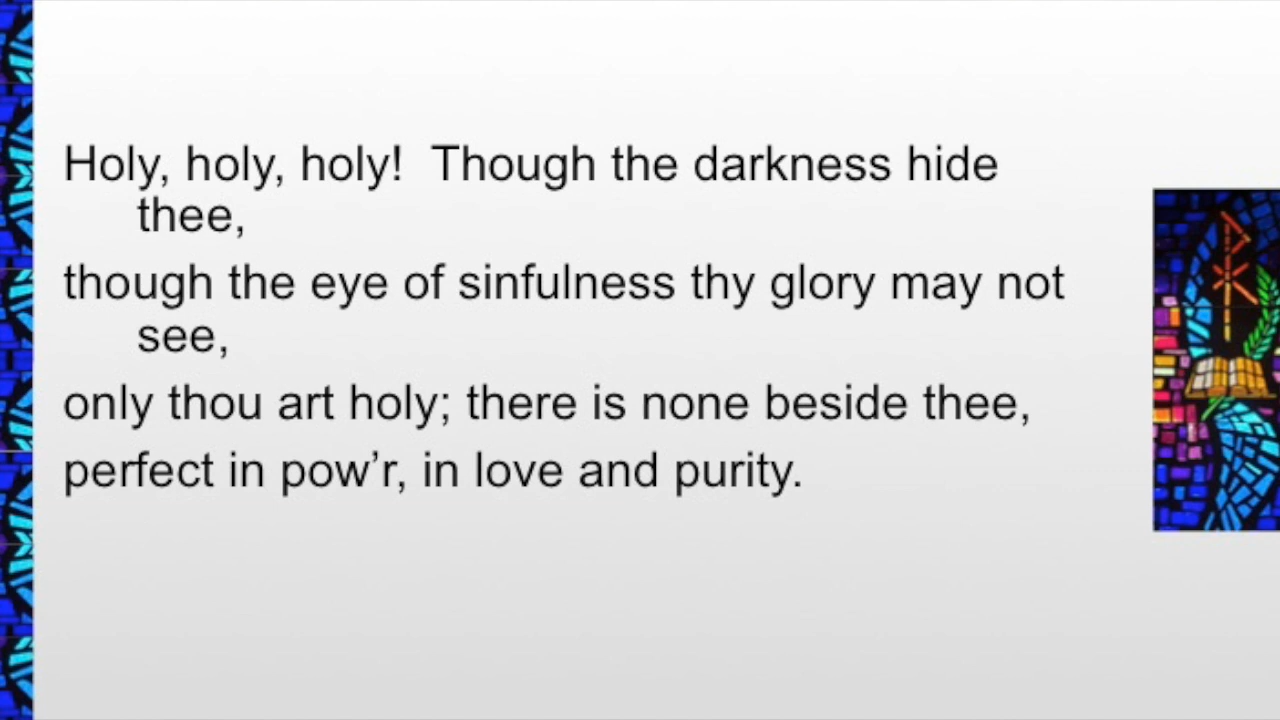 Holy, holy, holy!  Though the darkness hide
thee,
though the eye of sinfulness thy glory may not
see,
only thou art holy; there is none beside thee,
perfect in pow’r, in love and purity.